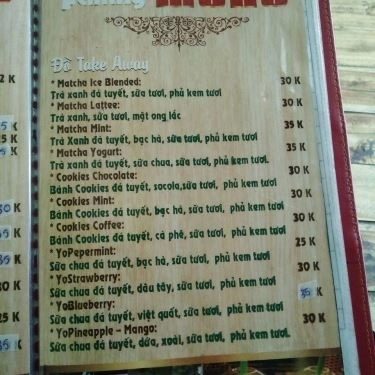 MENU
Đồ Take Away
* Matcha Ice Blended: 30 K
Trà xanh đá tuyết, sữa tươi, phủ kem tươi
* Matcha Lattee: 30 K
Trà xanh, sữa tươi, mật ong lắc
* Matcha Mint: 35 K
Trà Xanh đá tuyết, bạc hà, sữa tươi, phủ kem tươi
* Matcha Yogurt: 35 K
Trà xanh đá tuyết, sữa chua, sữa tươi, phủ kem tươi.
* Cookies Chocolate: 30 K
Bánh Cookies đá tuyết, socola,sữa tươi, phủ kem tươi
* Cookies Mint: 30 K
Bánh Cookies đá tuyết, bạc hà, sữa tươi, phủ kem tươi
* Cookies Coffee: 30 K
Bánh Cookies đá tuyết, cà phê, sữa tươi, phủ kem tươi
* YoPepermint: 25 K
Sữa chua đá tuyết, bạc hà, sữa tươi, phủ kem tươi
* YoStrawberry: 30 K
Sữa chua đá tuyết, dâu tây, sữa tươi, phủ kem tươi
* YoBlueberry: 35 K
Sữa chua đá tuyết, việt quất, sữa tươi, phủ kem tươi
* YoPineapple - Mango: 30 K
Sữa chua đá tuyết, dứa, xoài, sữa tươi, phủ kem tươi.